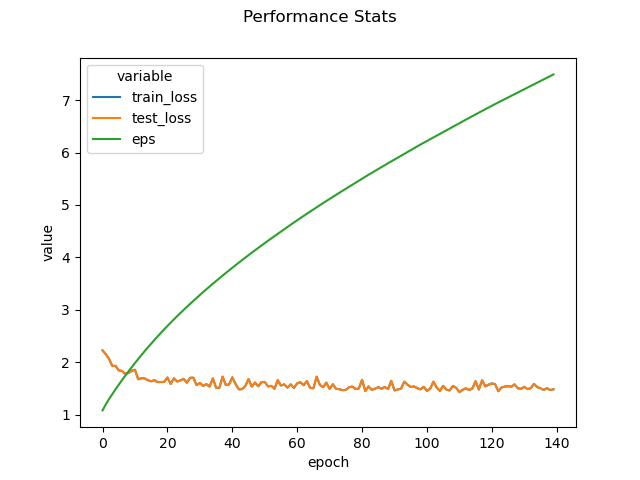 Performance Stats
variable
train_loss
test_loss
eps
value
7
6
5
4
3
2
1
0 20 40 60 80 100 120 140
epoch